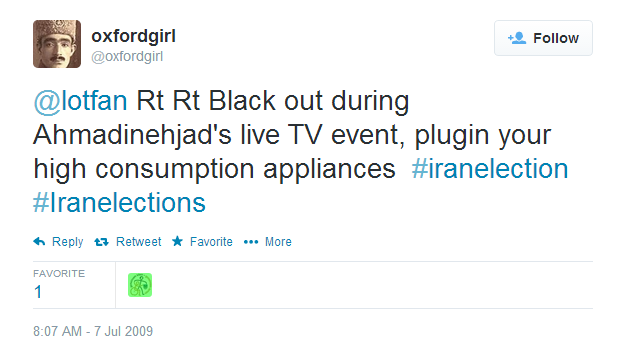 oxfordgirl
@oxfordgirl
Follow
@lotfan Rt Rt Black out during
Ahmadinehjad's live TV event, plugin your
high consumption appliances #iranelection
#Iranelections
Reply Retweet Favorite More
FAVORITE
1
8:07 AM - 7 Jul 2009